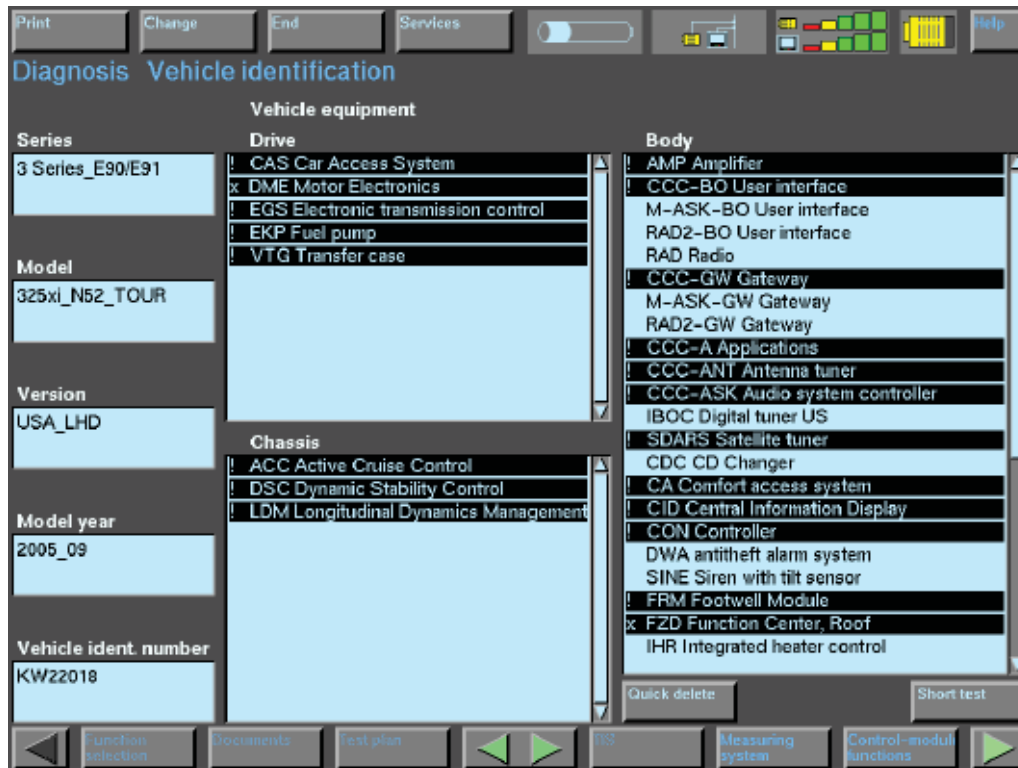 Print Change End Services Help
Diagnosis Vehicle identification
Vehicle equipment
Series
3 Series_E90/E91
Model
325xi_N52_TOUR
Version
USA_LHD
Model year
2005_09
Vehicle ident. number
KW22018
Drive
! CAS Car Access System
x DME Motor Electronics
! EGS Electronic transmission control
! EKP Fuel pump
! VTG Transfer case
Chassis
! ACC Active Cruise Control
! DSC Dynamic Stability Control
! LDM Longitudinal Dynamics Management
Body
! AMP Amplifier
! CCC-BO User interface
M-ASK-BO User interface
RAD2-BO User interface
RAD Radio
! CCC-GW Gateway
M-ASK-GW Gateway
RAD2-GW Gateway
! CCC-A Applications
! CCC-ANT Antenna tuner
! CCC-ASK Audio system controller
IBOC Digital tuner US
! SDARS Satellite tuner
CDC CD Changer
! CA Comfort access system
! CID Central Information Display
! CON Controller
DWA antitheft alarm system
SINE Siren with tilt sensor
! FRM Footwell Module
x FZD Function Center, Roof
IHR Integrated heater control
Quick delete Short test
Function selection Documents Test plan TIS Measuring system Control-module functions